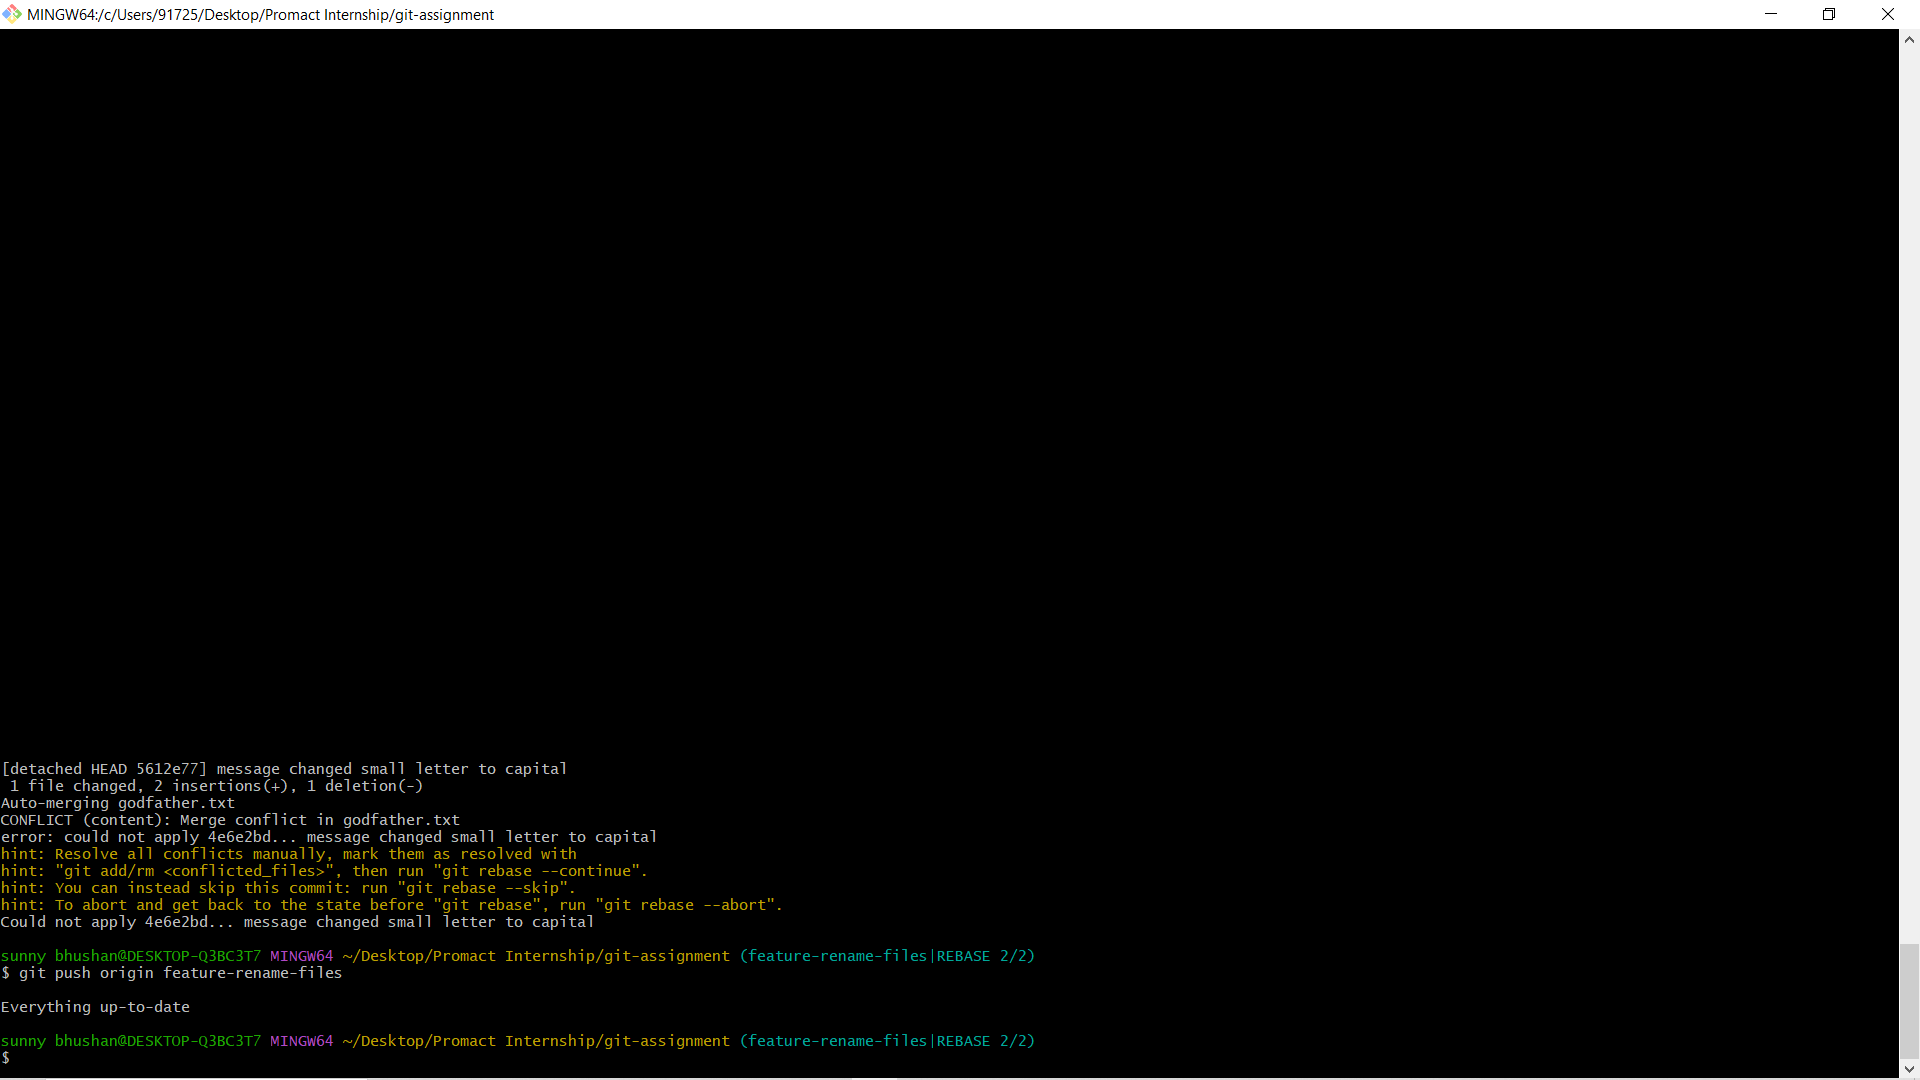 MINGW64:/c/Users/91725/Desktop/Promact Internship/git-assignment
[detached HEAD 5612e77] message changed small letter to capital
 1 file changed, 2 insertions(+), 1 deletion(-)
Auto-merging godfather.txt
CONFLICT (content): Merge conflict in godfather.txt
error: could not apply 4e6e2bd... message changed small letter to capital
hint: Resolve all conflicts manually, mark them as resolved with
hint: "git add/rm <conflicted_files>", then run "git rebase --continue".
hint: You can instead skip this commit: run "git rebase --skip".
hint: To abort and get back to the state before "git rebase", run "git rebase --abort".
Could not apply 4e6e2bd... message changed small letter to capital
sunny bhushan@DESKTOP-Q3BC3T7 MINGW64 ~/Desktop/Promact Internship/git-assignment (feature-rename-files|REBASE 2/2)
$ git push origin feature-rename-files
Everything up-to-date
sunny bhushan@DESKTOP-Q3BC3T7 MINGW64 ~/Desktop/Promact Internship/git-assignment (feature-rename-files|REBASE 2/2)
$